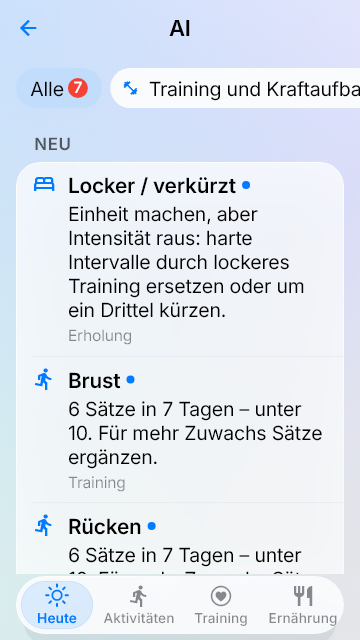 AI
Alle 7
Training und Kraftaufba
NEU
Locker / verkürzt
Einheit machen, aber
Intensität raus: harte
Intervalle durch lockeres
Training ersetzen oder um
ein Drittel kürzen.
Erholung
Brust
6 Sätze in 7 Tagen – unter
10. Für mehr Zuwachs Sätze
ergänzen.
Training
Rücken
6 Sätze in 7 Tagen – unter
Heute
Aktivitäten
Training
Ernährung